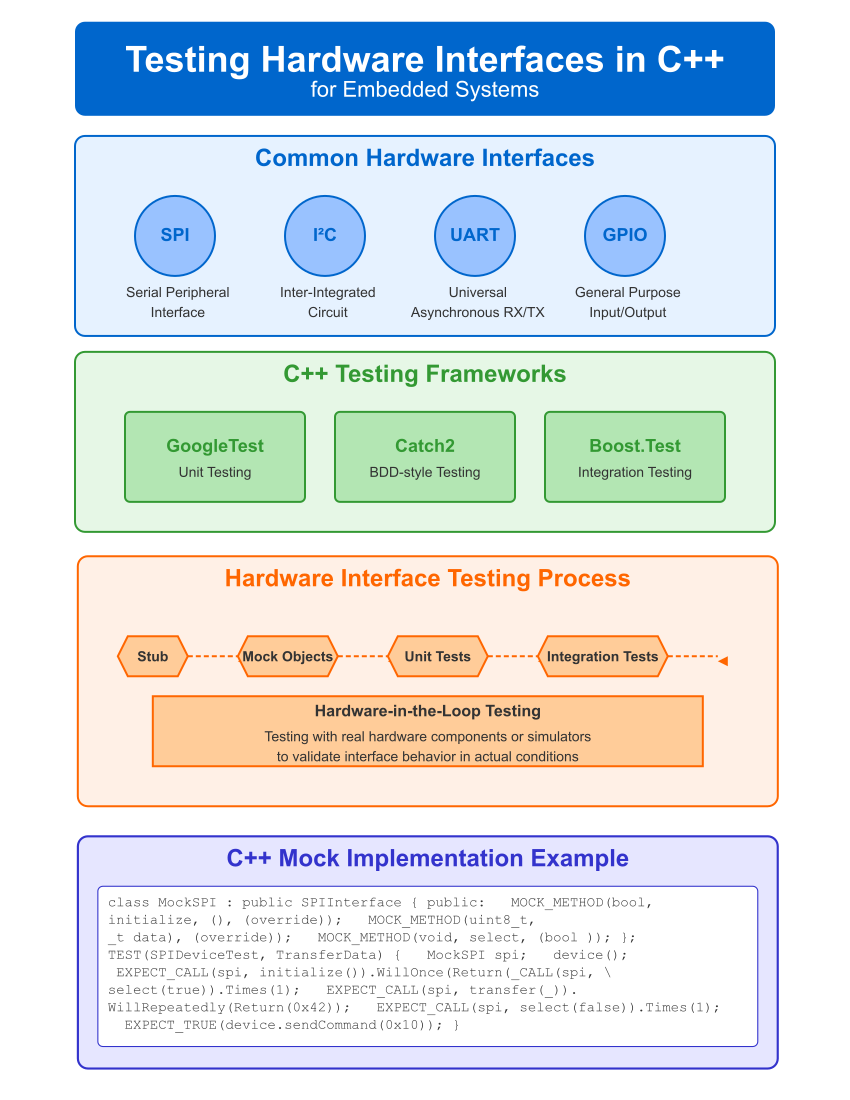 Testing Hardware Interfaces in C++
for Embedded Systems
Common Hardware Interfaces
SPI
I²C
UART
GPIO
Serial Peripheral
Interface
Inter-Integrated
Circuit
Universal
Asynchronous RX/TX
General Purpose
Input/Output
C++ Testing Frameworks
GoogleTest
Unit Testing
Catch2
BDD-style Testing
Boost.Test
Integration Testing
Hardware Interface Testing Process
Stub
Mock Objects
Unit Tests
Integration Tests
Hardware-in-the-Loop Testing
Testing with real hardware components or simulators
to validate interface behavior in actual conditions
C++ Mock Implementation Example
class MockSPI : public SPIInterface { public:   MOCK_METHOD(bool,
initialize, (), (override));   MOCK_METHOD(uint8_t,
_t data), (override));   MOCK_METHOD(void, select, (bool )); };
TEST(SPIDeviceTest, TransferData) {   MockSPI spi;   device();
 EXPECT_CALL(spi, initialize()).WillOnce(Return(_CALL(spi, \
select(true)).Times(1);   EXPECT_CALL(spi, transfer(_)).
WillRepeatedly(Return(0x42));   EXPECT_CALL(spi, select(false)).Times(1);
  EXPECT_TRUE(device.sendCommand(0x10)); }